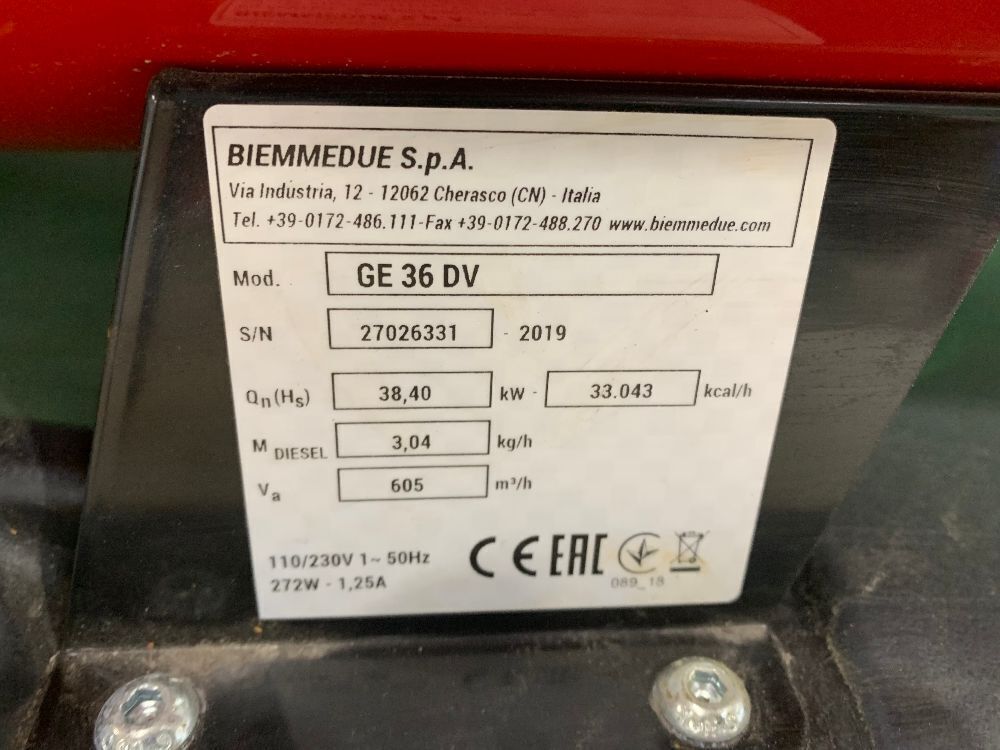 BIEMMEDUE S.p.A.
Via Industria, 12 - 12062 Cherasco (CN) - Italia
Tel. +39-0172-486.111-Fax +39-0172-488.270 www.biemmedue.com
Mod. GE 36 DV
S/N 27026331 - 2019
Qn(Hs) 38,40 kW - 33.043 kcal/h
M DIESEL 3,04 kg/h
Va 605 m³/h
110/230V 1~ 50Hz
272W - 1,25A
CE EAC
089_18